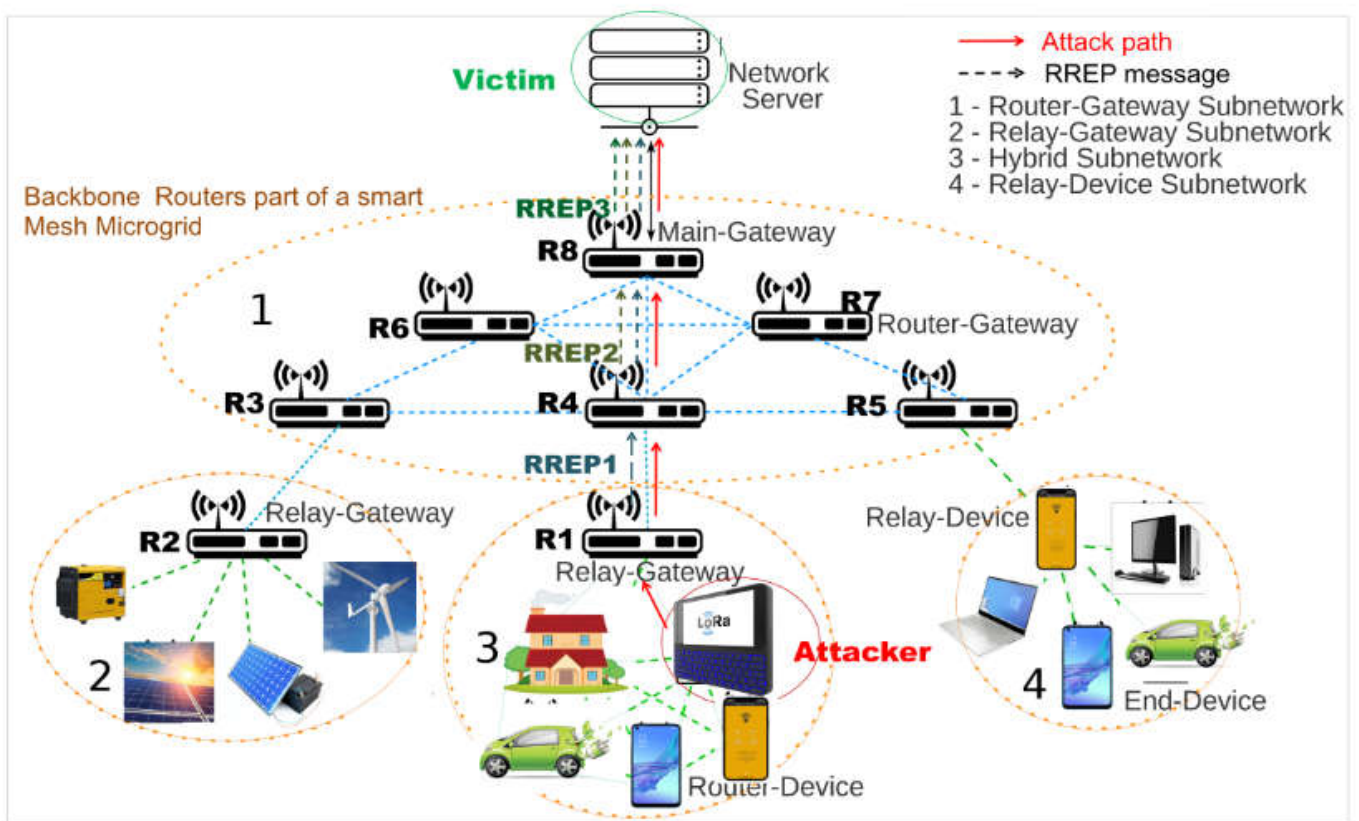 Victim
Network
Server
Attack path
RREP message
1 - Router-Gateway Subnetwork
2 - Relay-Gateway Subnetwork
3 - Hybrid Subnetwork
4 - Relay-Device Subnetwork
Backbone Routers part of a smart
Mesh Microgrid
RREP3
Main-Gateway
R8
1
R6
R7
Router-Gateway
RREP2
R3
R4
R5
RREP1
R2
Relay-Gateway
R1
Relay-Gateway
Relay-Device
LoRa
Attacker
2
3
4
End-Device
Router-Device